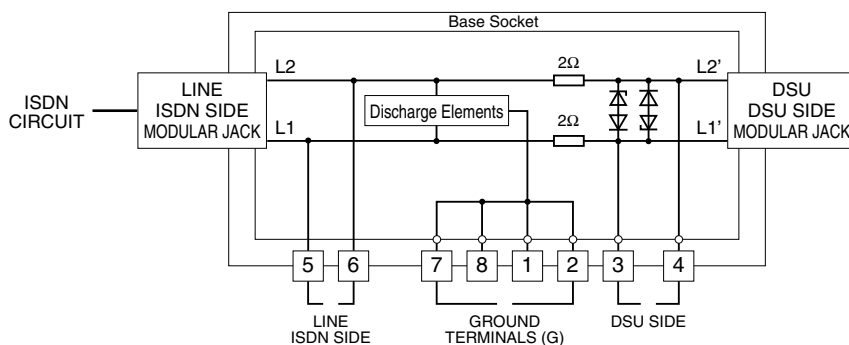 Base Socket
ISDN
CIRCUIT
LINE
ISDN SIDE
MODULAR JACK
L2
L1
Discharge Elements
2Ω
2Ω
L2'
L1'
DSU
DSU SIDE
MODULAR JACK
5
6
7
8
1
2
3
4
LINE
ISDN SIDE
GROUND
TERMINALS (G)
DSU SIDE